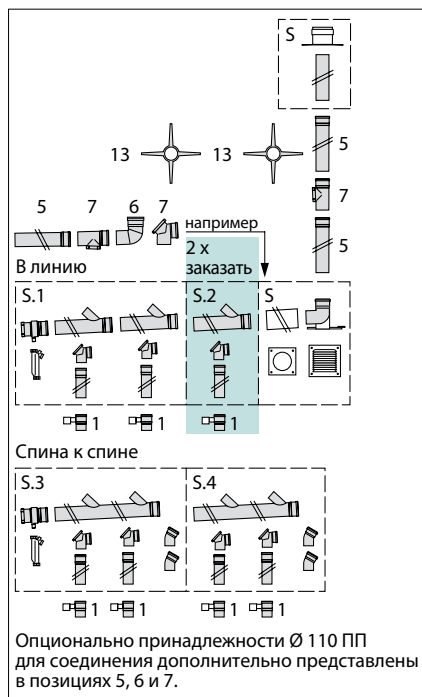 S
5
13
13
7
5
7
6
7
5
например
2 x
заказать
В линию
S.1
S.2
S
1
1
1
Спина к спине
S.3
S.4
1
1
1
1
Опционально принадлежности Ø 110 ПП
для соединения дополнительно представлены
в позициях 5, 6 и 7.